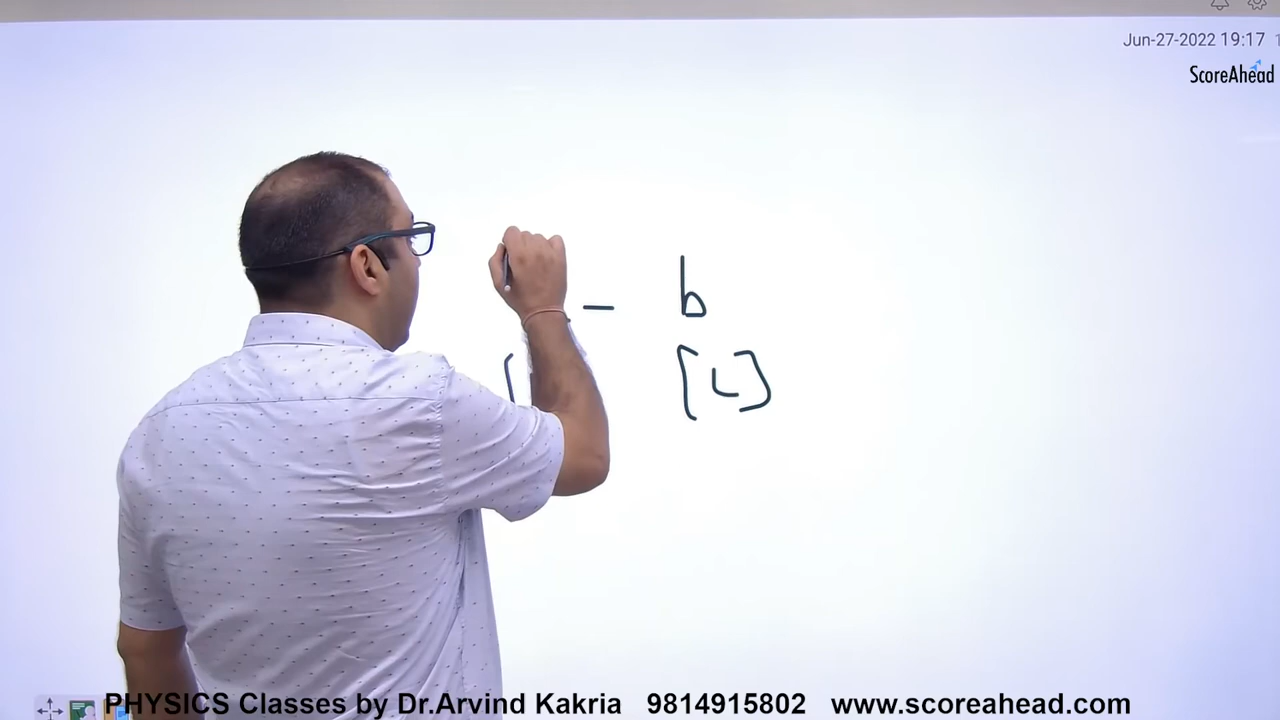 Jun-27-2022 19:17
ScoreAhead
- b
[ [L]
PHYSICS Classes by Dr.Arvind Kakria 9814915802 www.scoreahead.com